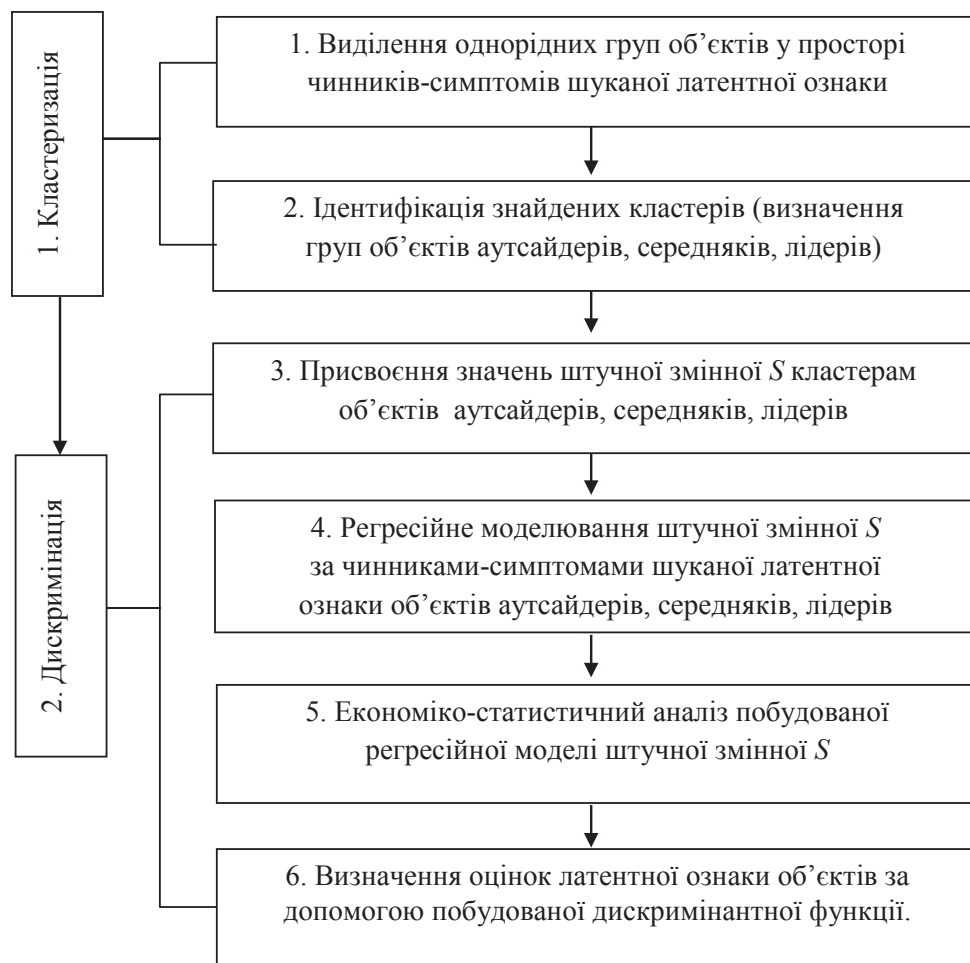 1. Кластеризація
1. Виділення однорідних груп об’єктів у просторі
чинників-симптомів шуканої латентної ознаки
2. Ідентифікація знайдених кластерів (визначення
груп об’єктів аутсайдерів, середняків, лідерів)
2. Дискримінація
3. Присвоєння значень штучної змінної S кластерам
об’єктів аутсайдерів, середняків, лідерів
4. Регресійне моделювання штучної змінної S
за чинниками-симптомами шуканої латентної
ознаки об’єктів аутсайдерів, середняків, лідерів
5. Економіко-статистичний аналіз побудованої
регресійної моделі штучної змінної S
6. Визначення оцінок латентної ознаки об’єктів за
допомогою побудованої дискримінантної функції.